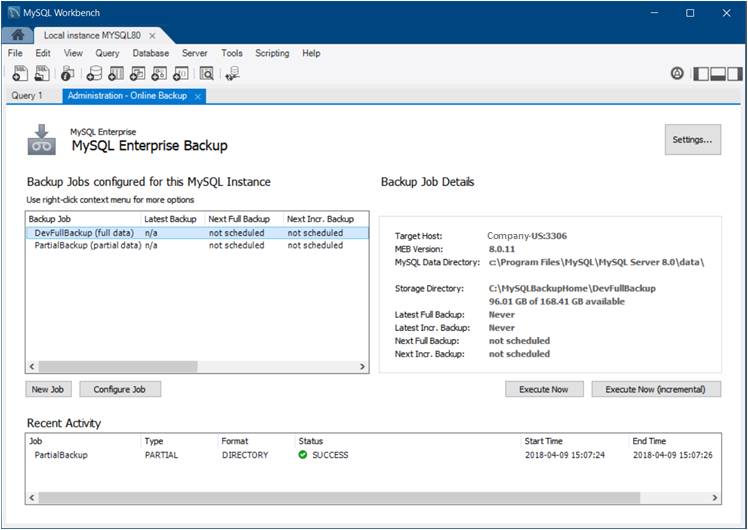 MySQL Workbench
Local instance MYSQL80
File Edit View Query Database Server Tools Scripting Help
Query 1 Administration - Online Backup
MySQL Enterprise
MySQL Enterprise Backup
Settings...
Backup Jobs configured for this MySQL Instance
Use right-click context menu for more options
Backup Job Latest Backup Next Full Backup Next Incr. Backup
DevFullBackup (full data) n/a not scheduled not scheduled
PartialBackup (partial data) n/a not scheduled not scheduled
New Job Configure Job
Backup Job Details
Target Host: Company-US:3306
MEB Version: 8.0.11
MySQL Data Directory: c:\Program Files\MySQL\MySQL Server 8.0\data\
Storage Directory: C:\MySQLBackupHome\DevFullBackup
96.01 GB of 168.41 GB available
Latest Full Backup: Never
Latest Incr. Backup: Never
Next Full Backup: not scheduled
Next Incr. Backup: not scheduled
Execute Now Execute Now (incremental)
Recent Activity
Job Type Format Status Start Time End Time
PartialBackup PARTIAL DIRECTORY SUCCESS 2018-04-09 15:07:24 2018-04-09 15:07:26